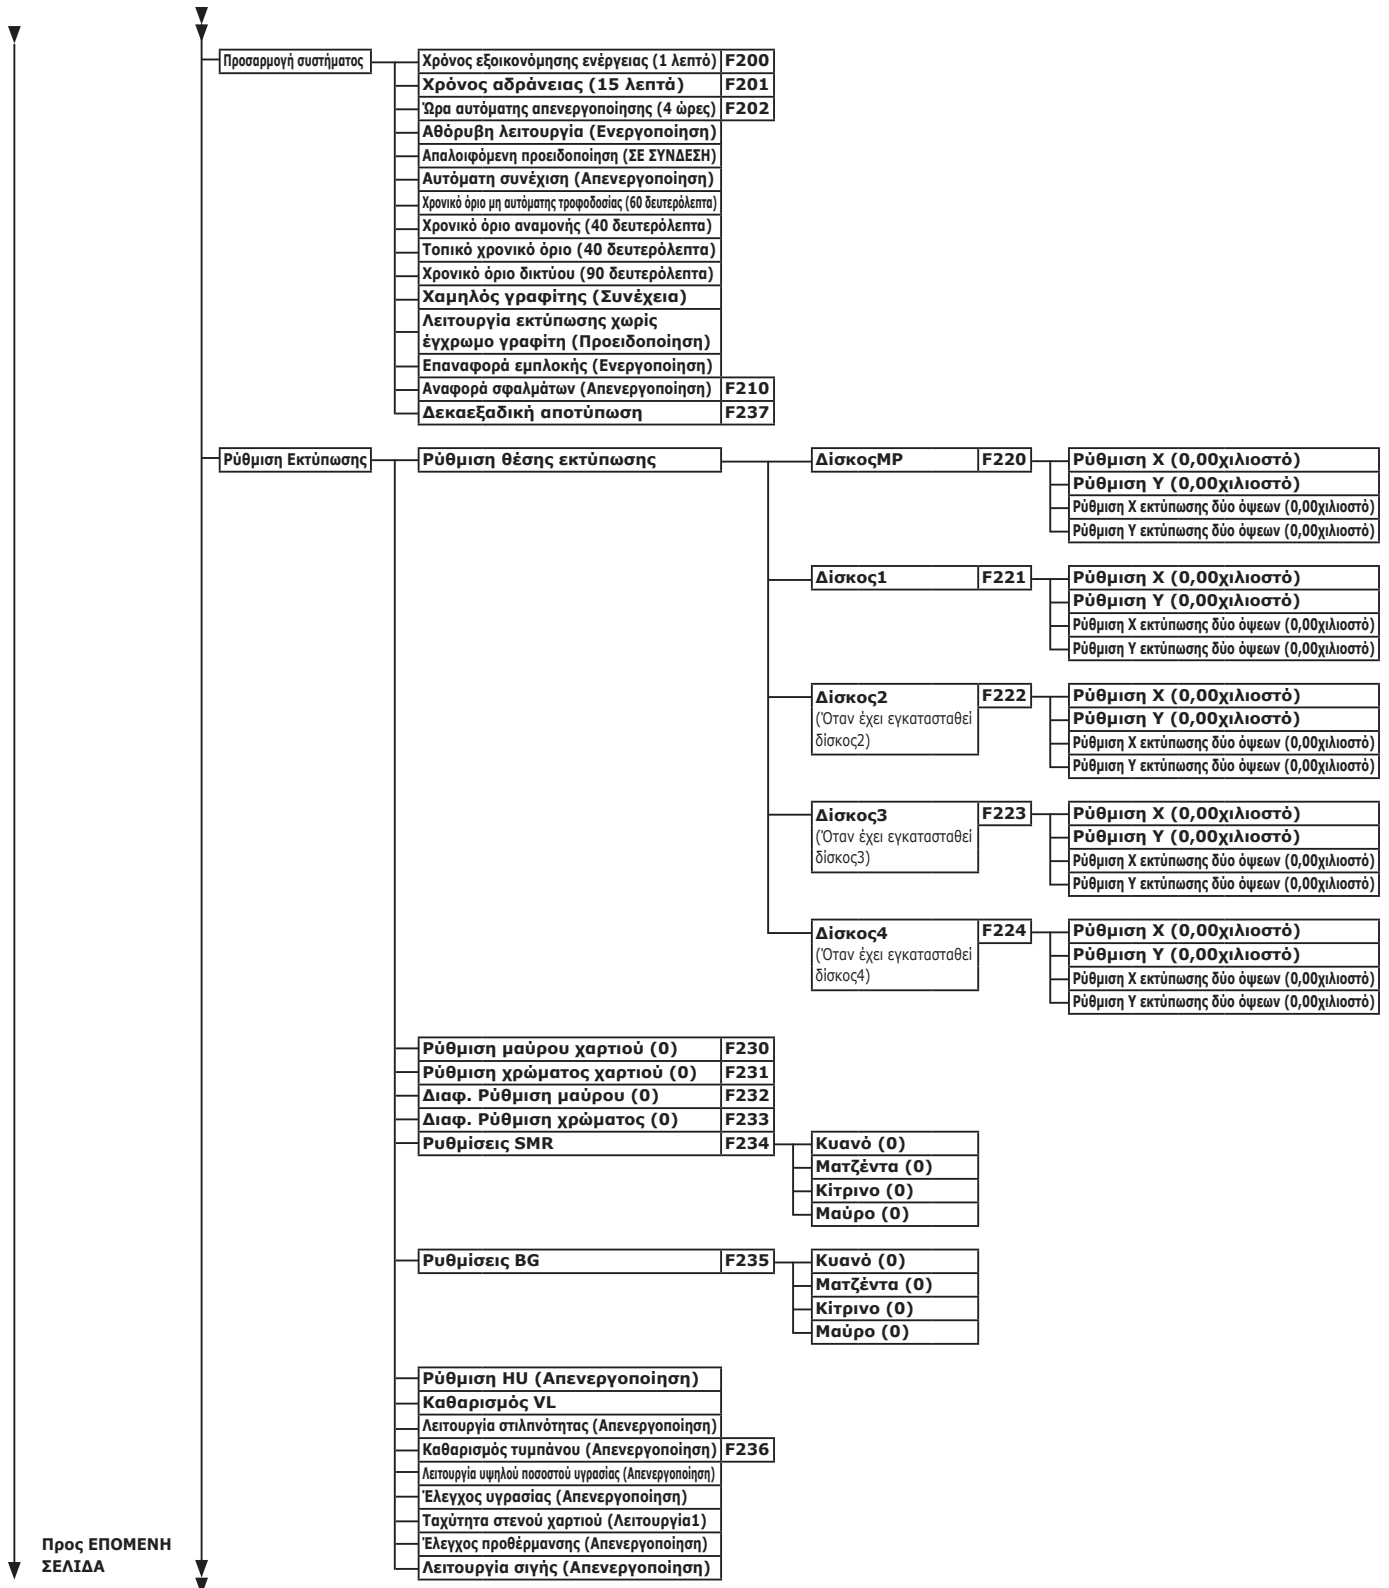 Προσαρμογή συστήματος
Χρόνος εξοικονόμησης ενέργειας (1 λεπτό) F200
Χρόνος αδράνειας (15 λεπτά) F201
Ώρα αυτόματης απενεργοποίησης (4 ώρες) F202
Αθόρυβη λειτουργία (Ενεργοποίηση)
Απαλοιφόμενη προειδοποίηση (ΣΕ ΣΥΝΔΕΣΗ)
Αυτόματη συνέχιση (Απενεργοποίηση)
Χρονικό όριο μη αυτόματης τροφοδοσίας (60 δευτερόλεπτα)
Χρονικό όριο αναμονής (40 δευτερόλεπτα)
Τοπικό χρονικό όριο (40 δευτερόλεπτα)
Χρονικό όριο δικτύου (90 δευτερόλεπτα)
Χαμηλός γραφίτης (Συνέχεια)
Λειτουργία εκτύπωσης χωρίς
έγχρωμο γραφίτη (Προειδοποίηση)
Επαναφορά εμπλοκής (Ενεργοποίηση)
Αναφορά σφαλμάτων (Απενεργοποίηση) F210
Δεκαεξαδική αποτύπωση F237
Ρύθμιση Εκτύπωσης
Ρύθμιση θέσης εκτύπωσης
ΔίσκοςMP F220
Ρύθμιση X (0,00χιλιοστό)
Ρύθμιση Y (0,00χιλιοστό)
Ρύθμιση X εκτύπωσης δύο όψεων (0,00χιλιοστό)
Ρύθμιση Y εκτύπωσης δύο όψεων (0,00χιλιοστό)
Δίσκος1 F221
Ρύθμιση X (0,00χιλιοστό)
Ρύθμιση Y (0,00χιλιοστό)
Ρύθμιση X εκτύπωσης δύο όψεων (0,00χιλιοστό)
Ρύθμιση Y εκτύπωσης δύο όψεων (0,00χιλιοστό)
Δίσκος2 F222
(Όταν έχει εγκατασταθεί
δίσκος2)
Ρύθμιση X (0,00χιλιοστό)
Ρύθμιση Y (0,00χιλιοστό)
Ρύθμιση X εκτύπωσης δύο όψεων (0,00χιλιοστό)
Ρύθμιση Y εκτύπωσης δύο όψεων (0,00χιλιοστό)
Δίσκος3 F223
(Όταν έχει εγκατασταθεί
δίσκος3)
Ρύθμιση X (0,00χιλιοστό)
Ρύθμιση Y (0,00χιλιοστό)
Ρύθμιση X εκτύπωσης δύο όψεων (0,00χιλιοστό)
Ρύθμιση Y εκτύπωσης δύο όψεων (0,00χιλιοστό)
Δίσκος4 F224
(Όταν έχει εγκατασταθεί
δίσκος4)
Ρύθμιση X (0,00χιλιοστό)
Ρύθμιση Y (0,00χιλιοστό)
Ρύθμιση X εκτύπωσης δύο όψεων (0,00χιλιοστό)
Ρύθμιση Y εκτύπωσης δύο όψεων (0,00χιλιοστό)
Ρύθμιση μαύρου χαρτιού (0) F230
Ρύθμιση χρώματος χαρτιού (0) F231
Διαφ. Ρύθμιση μαύρου (0) F232
Διαφ. Ρύθμιση χρώματος (0) F233
Ρυθμίσεις SMR F234
Κυανό (0)
Ματζέντα (0)
Κίτρινο (0)
Μαύρο (0)
Ρυθμίσεις BG F235
Κυανό (0)
Ματζέντα (0)
Κίτρινο (0)
Μαύρο (0)
Ρύθμιση HU (Απενεργοποίηση)
Καθαρισμός VL
Λειτουργία στιλπνότητας (Απενεργοποίηση)
Καθαρισμός τυμπάνου (Απενεργοποίηση) F236
Λειτουργία υψηλού ποσοστού υγρασίας (Απενεργοποίηση)
Έλεγχος υγρασίας (Απενεργοποίηση)
Ταχύτητα στενού χαρτιού (Λειτουργία1)
Έλεγχος προθέρμανσης (Απενεργοποίηση)
Λειτουργία σιγής (Απενεργοποίηση)
Προς ΕΠΟΜΕΝΗ
ΣΕΛΙΔΑ